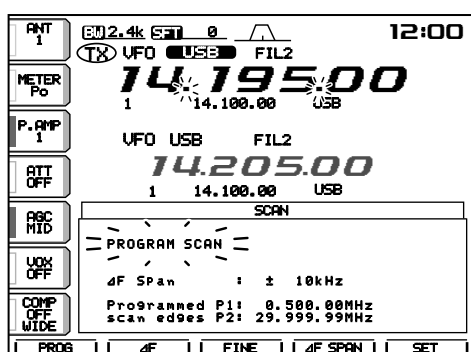 ANT
1
BW 2.4k SFT 0
12:00
TX VFO USB FIL2
METER
Po
14.195.00
1 14.100.00 USB
P.AMP
1
VFO USB FIL2
ATT
OFF
14.205.00
1 14.100.00 USB
AGC
MID
SCAN
PROGRAM SCAN
VOX
OFF
⊿F SPan : ± 10kHz
COMP
OFF
WIDE
Programmed P1: 0.500.00MHz
scan edges P2: 29.999.99MHz
PROG ⊿F FINE ⊿F SPAN SET